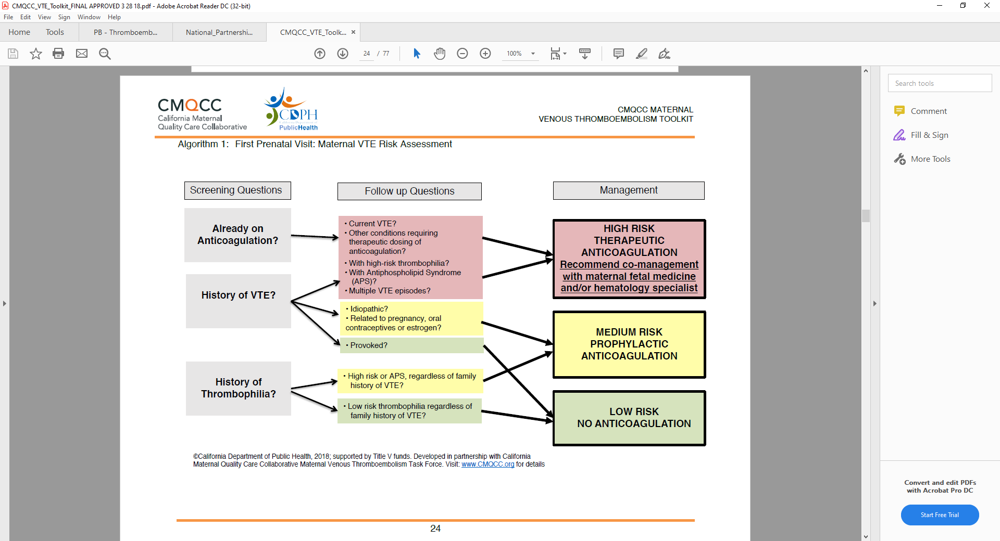 CMQCC_VTE_Toolkit_FINAL APPROVED 3 28 18.pdf - Adobe Acrobat Reader DC (32-bit)
File Edit View Sign Window Help
Home Tools PB - Thromboemb... National_Partnershi... CMQCC_VTE_Toolk... ×
24 / 77 100%
Search tools
Comment
Fill & Sign
More Tools
Convert and edit PDFs
with Acrobat Pro DC
Start Free Trial
CMQCC
California Maternal
Quality Care Collaborative
CDPH
California Department of
PublicHealth
CMQCC MATERNAL
VENOUS THROMBOEMBOLISM TOOLKIT
Algorithm 1: First Prenatal Visit: Maternal VTE Risk Assessment
Screening Questions
Follow up Questions
Management
Already on
Anticoagulation?
• Current VTE?
• Other conditions requiring
therapeutic dosing of
anticoagulation?
• With high-risk thrombophilia?
• With Antiphospholipid Syndrome
(APS)?
• Multiple VTE episodes?
HIGH RISK
THERAPEUTIC
ANTICOAGULATION
Recommend co-management
with maternal fetal medicine
and/or hematology specialist
History of VTE?
• Idiopathic?
• Related to pregnancy, oral
contraceptives or estrogen?
• Provoked?
MEDIUM RISK
PROPHYLACTIC
ANTICOAGULATION
History of
Thrombophilia?
• High risk or APS, regardless of family
history of VTE?
• Low risk thrombophilia regardless of
family history of VTE?
LOW RISK
NO ANTICOAGULATION
©California Department of Public Health, 2018; supported by Title V funds. Developed in partnership with California
Maternal Quality Care Collaborative Maternal Venous Thromboembolism Task Force. Visit: www.CMQCC.org for details
24